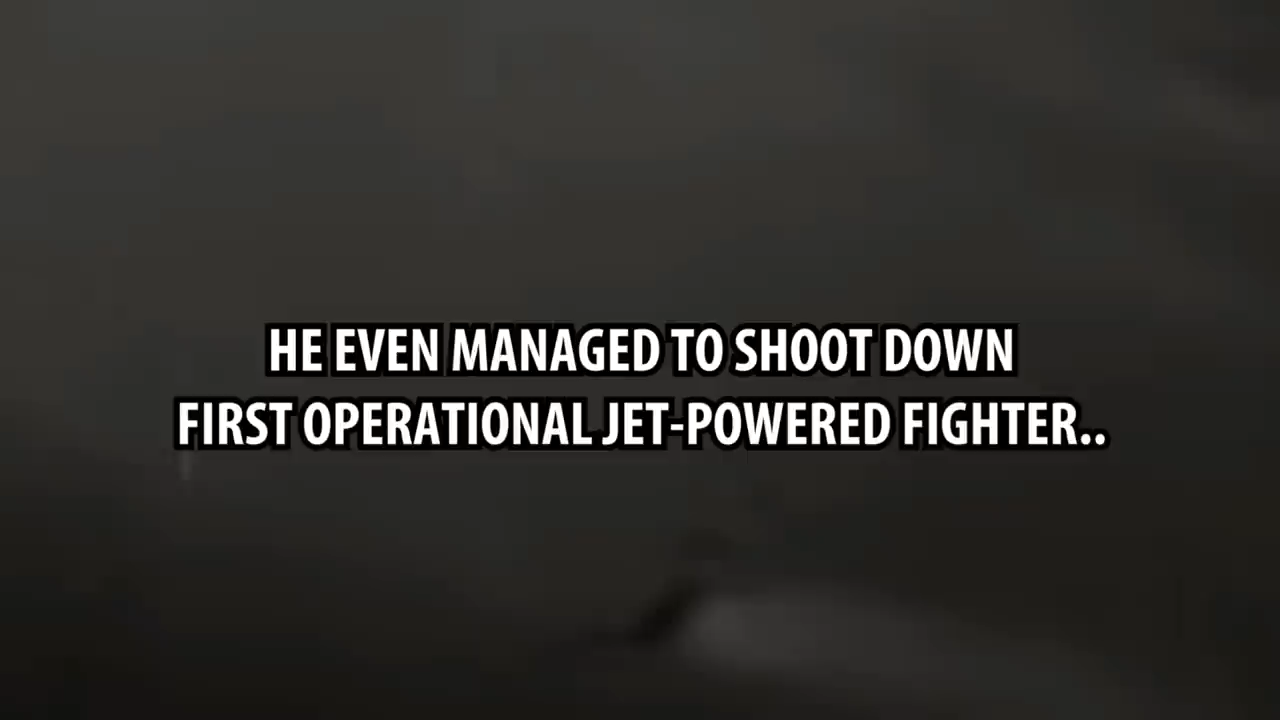 HE EVEN MANAGED TO SHOOT DOWN
FIRST OPERATIONAL JET-POWERED FIGHTER..